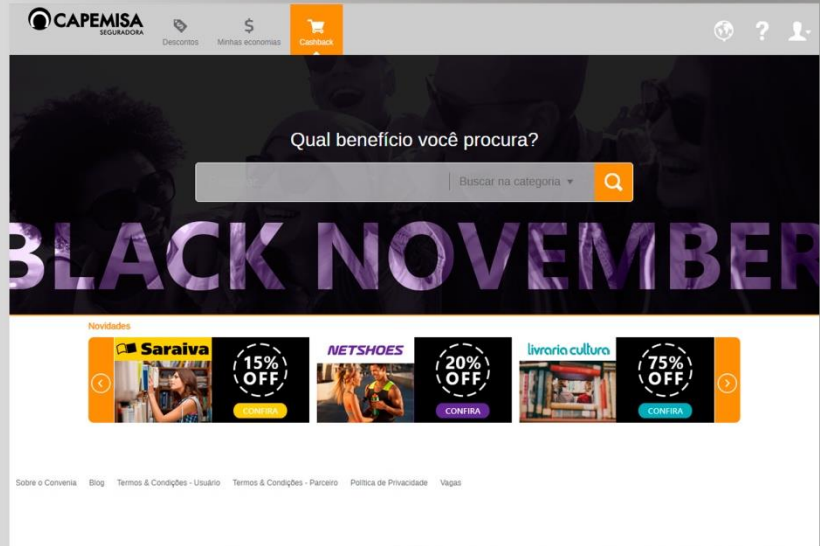 CAPEMISA
SEGURADORA
Descontos
Minhas economias
Cashback
?
Qual benefício você procura?
Buscar na categoria
BLACK NOVEMBER
Novidades
Saraiva
15%
OFF
CONFIRA
NETSHOES
20%
OFF
CONFIRA
livraria cultura
75%
OFF
CONFIRA
Sobre o Convenia Blog Termos & Condições - Usuário Termos & Condições - Parceiro Política de Privacidade Vagas